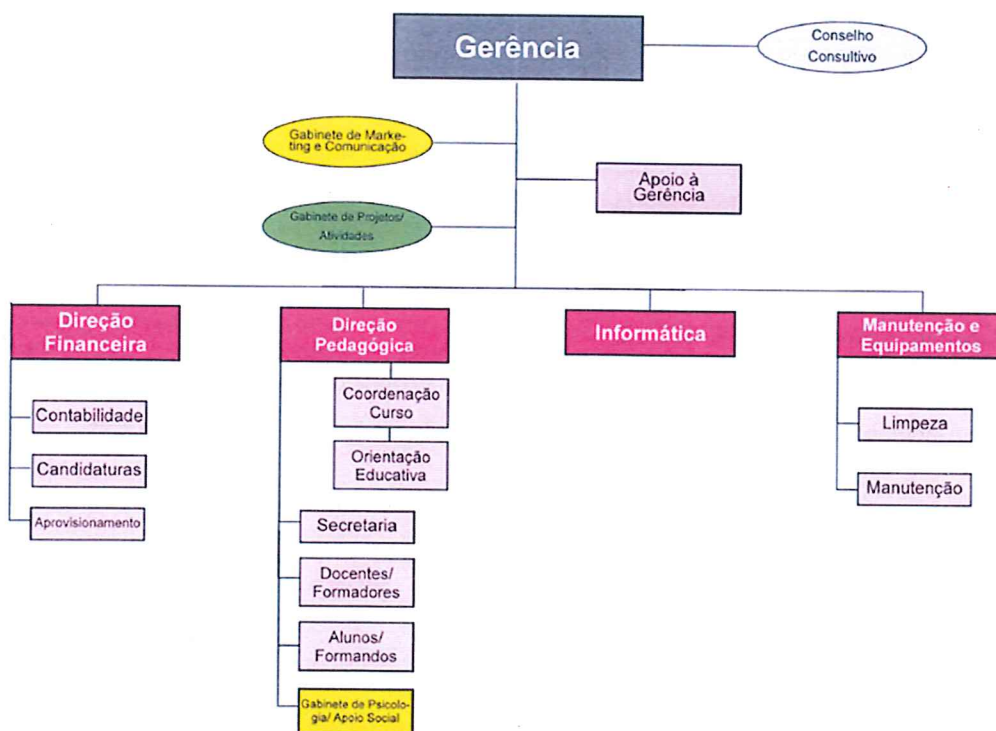 Gerência
Conselho
Consultivo
Gabinete de Marke-
ting e Comunicação
Apoio à
Gerência
Gabinete de Projetos/
Atividades
Direção
Financeira
Direção
Pedagógica
Informática
Manutenção e
Equipamentos
Contabilidade
Candidaturas
Aprovisionamento
Coordenação
Curso
Orientação
Educativa
Secretaria
Docentes/
Formadores
Alunos/
Formandos
Gabinete de Psicolo-
gia/ Apoio Social
Limpeza
Manutenção